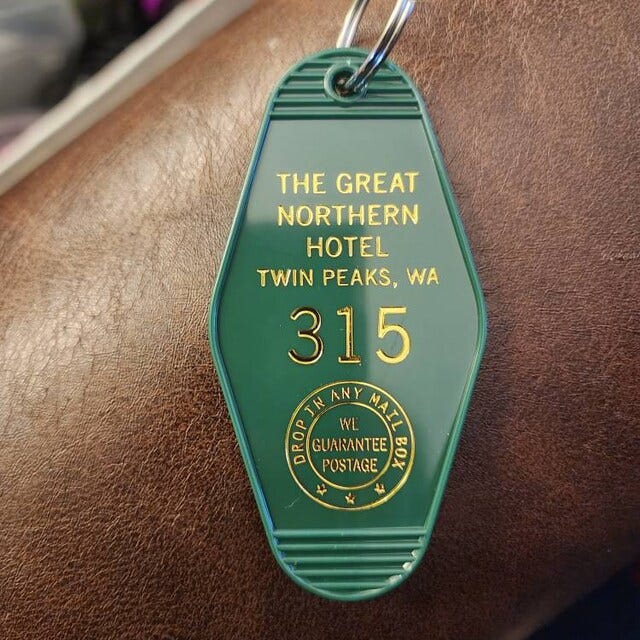 THE GREAT
NORTHERN
HOTEL
TWIN PEAKS, WA
315
DROP IN ANY MAIL BOX
WE
GUARANTEE
POSTAGE